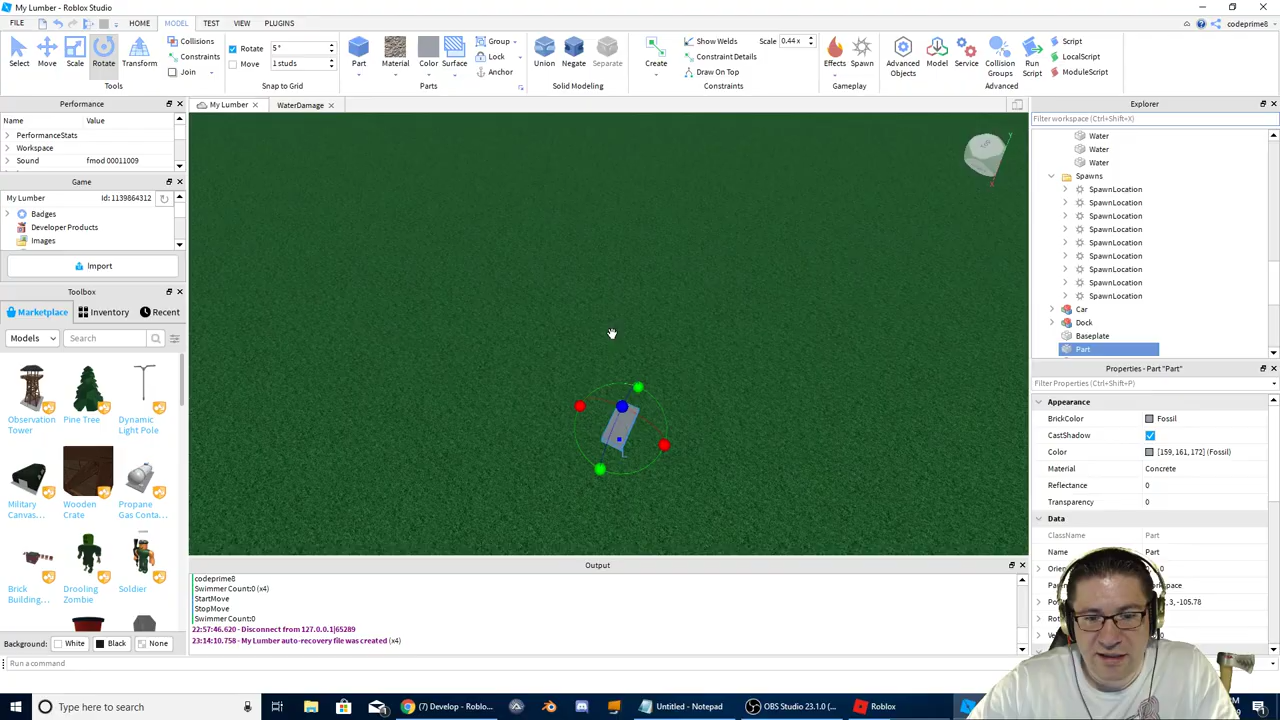 My Lumber - Roblox Studio
FILE HOME MODEL TEST VIEW PLUGINS codeprime8
Select Move Scale Rotate Transform
Collisions
Constraints
Join
Tools
Rotate 5 °
Move 1 studs
Snap to Grid
Part Material Color Surface
Group
Lock
Anchor
Parts
Union Negate Separate
Solid Modeling
Create
Show Welds
Constraint Details
Draw On Top
Scale 0.44 x
Constraints
Effects Spawn
Gameplay
Advanced Objects Model Service Collision Groups Run Script
Script
LocalScript
ModuleScript
Advanced
Performance
Name Value
PerformanceStats
Workspace
Sound fmod 00011009
Game
My Lumber Id: 1139864312
Badges
Developer Products
Images
Import
Toolbox
Marketplace Inventory Recent
Models Search
Observation Tower
Pine Tree
Dynamic Light Pole
Military Canvas...
Wooden Crate
Propane Gas Conta...
Brick Building...
Drooling Zombie
Soldier
Background: White Black None
Run a command
My Lumber WaterDamage
Output
codeprime8
Swimmer Count:0 (x4)
StartMove
StopMove
Swimmer Count:0
22:57:46.620 - Disconnect from 127.0.0.1|65289
23:14:10.758 - My Lumber auto-recovery file was created (x4)
Explorer
Filter workspace (Ctrl+Shift+X)
Water
Water
Water
Spawns
SpawnLocation
SpawnLocation
SpawnLocation
SpawnLocation
SpawnLocation
SpawnLocation
SpawnLocation
SpawnLocation
SpawnLocation
Car
Dock
Baseplate
Part
Properties - Part "Part"
Filter Properties (Ctrl+Shift+P)
Appearance
BrickColor Fossil
CastShadow
Color [159, 161, 172] (Fossil)
Material Concrete
Reflectance 0
Transparency 0
Data
ClassName Part
Name Part
3, -105.78
Type here to search
(7) Develop - Roblo...
Untitled - Notepad
OBS Studio 23.1.0 (...
Roblox